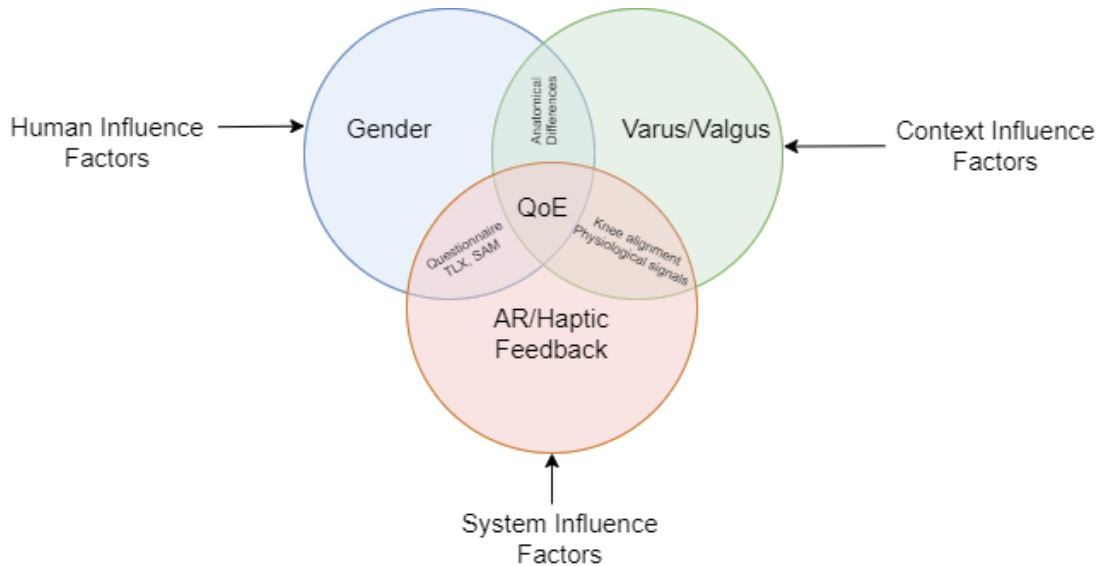 Human Influence
Factors
Gender
Anatomical
Differences
Varus/Valgus
Context Influence
Factors
QoE
Questionnaire
TLX, SAM
Knee alignment
Physiological signals
AR/Haptic
Feedback
System Influence
Factors